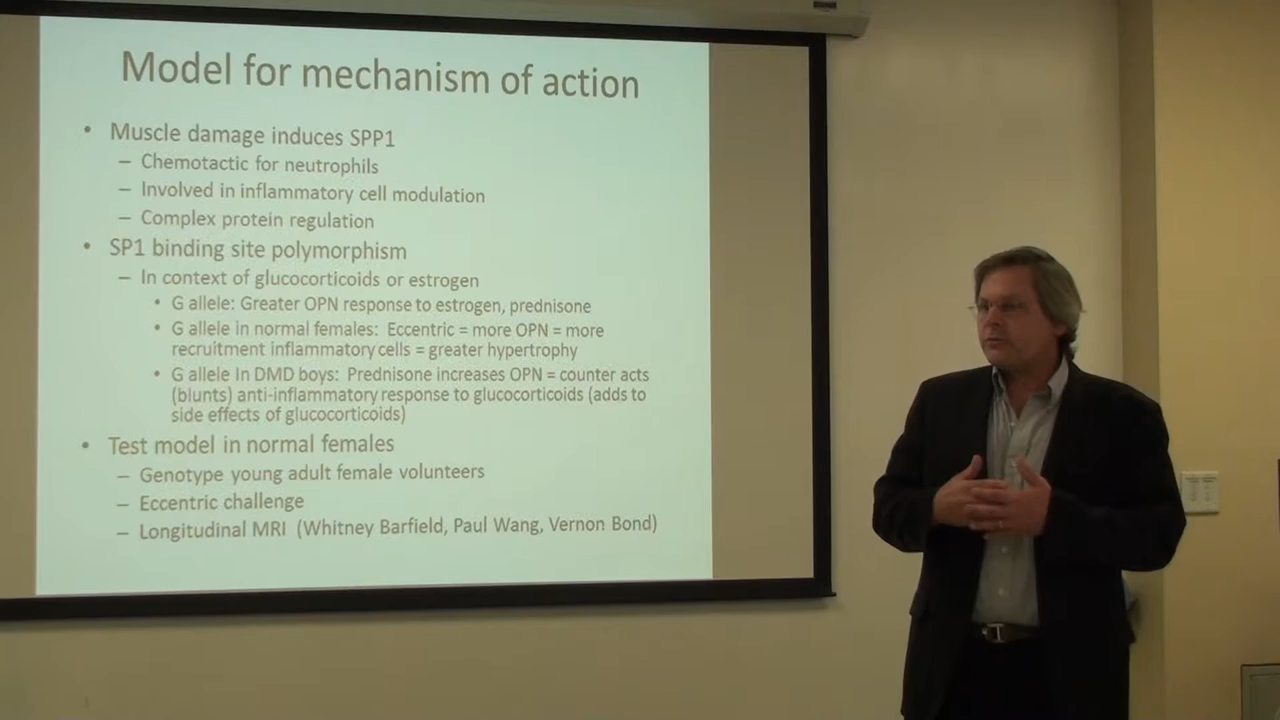 Model for mechanism of action
• Muscle damage induces SPP1
– Chemotactic for neutrophils
– Involved in inflammatory cell modulation
– Complex protein regulation
• SP1 binding site polymorphism
– In context of glucocorticoids or estrogen
• G allele: Greater OPN response to estrogen, prednisone
• G allele in normal females: Eccentric = more OPN = more
recruitment inflammatory cells = greater hypertrophy
• G allele In DMD boys: Prednisone increases OPN = counter acts
(blunts) anti-inflammatory response to glucocorticoids (adds to
side effects of glucocorticoids)
• Test model in normal females
– Genotype young adult female volunteers
– Eccentric challenge
– Longitudinal MRI (Whitney Barfield, Paul Wang, Vernon Bond)